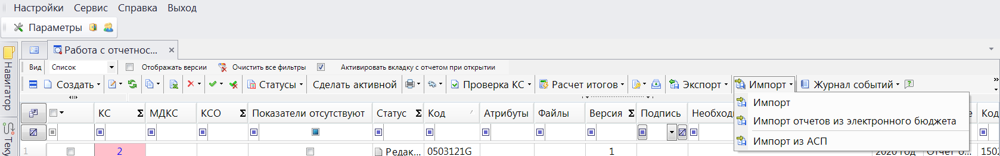 Настройки Сервис Справка Выход
Параметры
Работа с отчетнос...
Вид Список Отображать версии Очистить все фильтры Активировать вкладку с отчетом при открытии
Создать Статусы Сделать активной Проверка КС Расчет итогов Экспорт Импорт Журнал событий
Навигатор
Импорт
КС Σ МДКС КСО Σ Показатели отсутствуют Статус Σ Код Атрибуты Файлы Версия Σ Подпись Необходи Код
Импорт отчетов из электронного бюджета
Импорт из АСП
1 2 Редак... 0503121G 1 2020 год Отчет о... 150
Теку